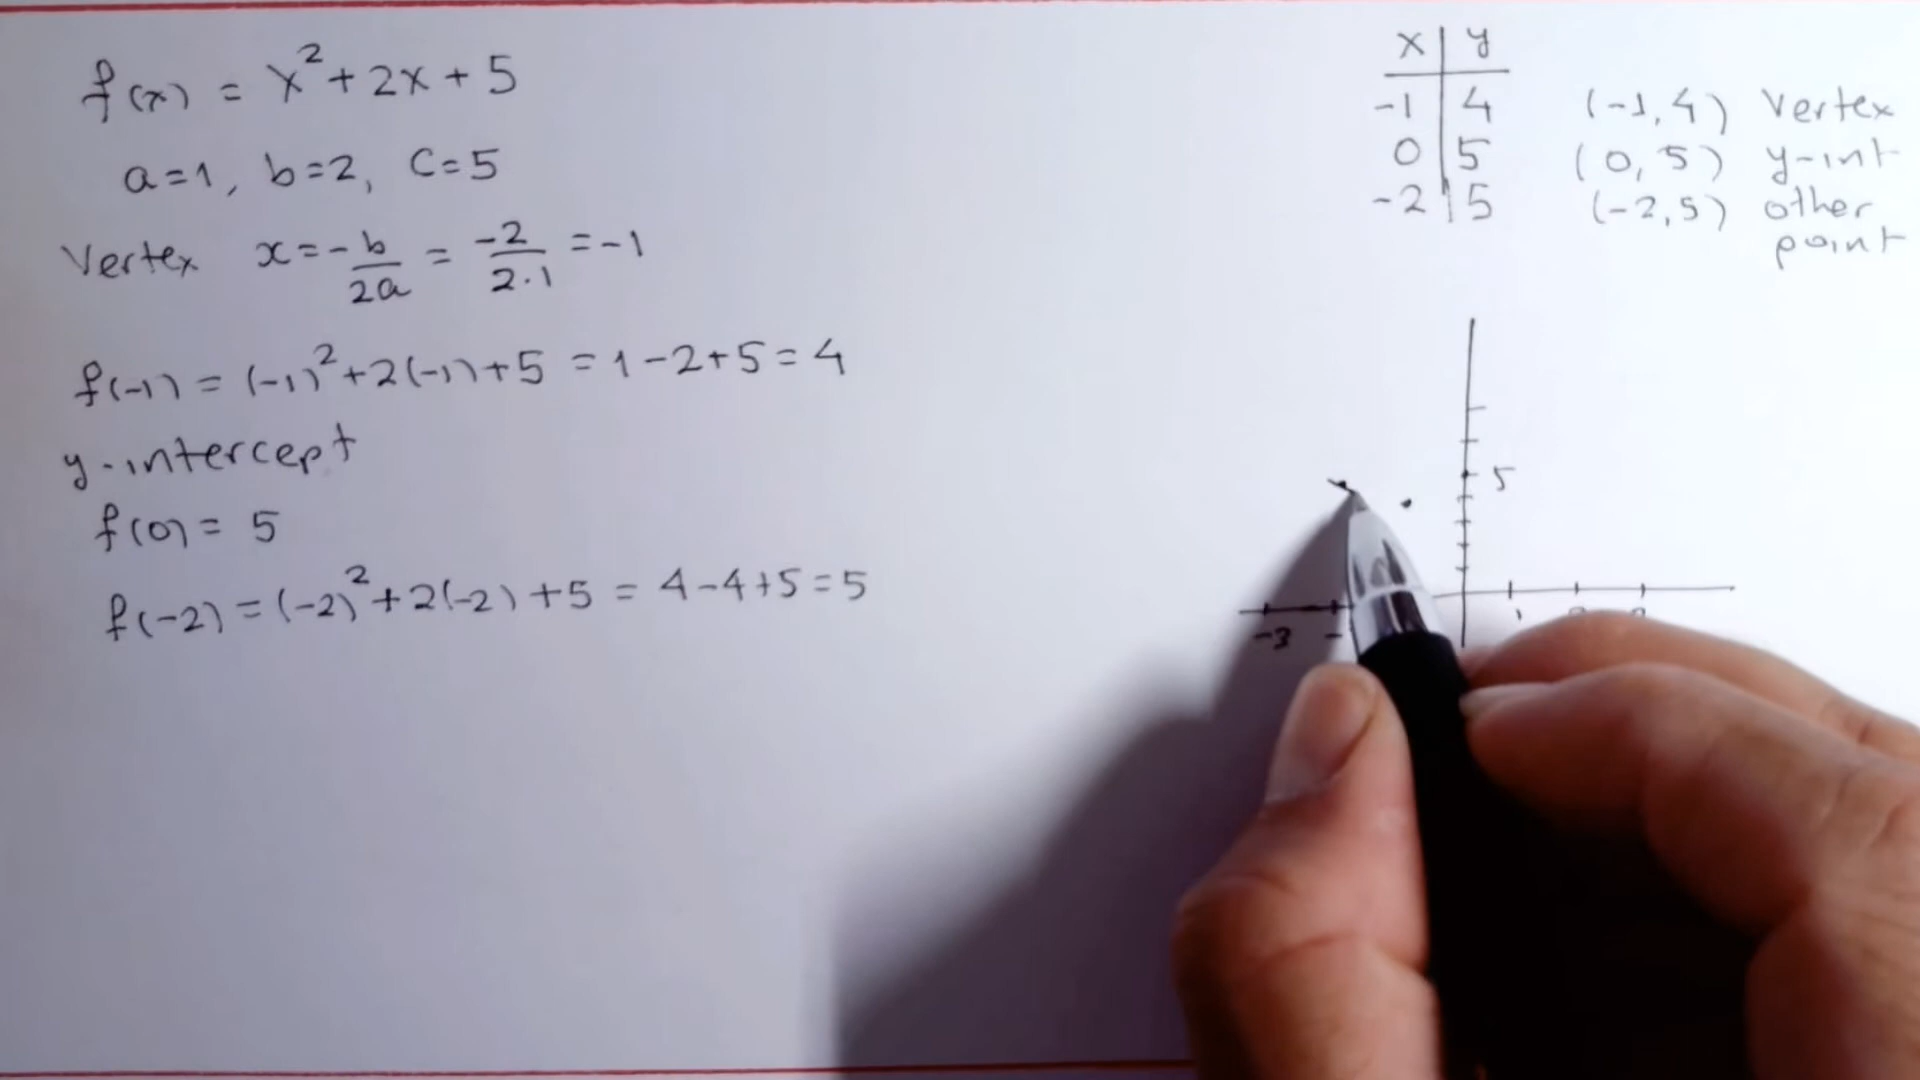 f(x) = x² + 2x + 5
a=1, b=2, c=5
Vertex x=-b/2a = -2/2·1 = -1
f(-1) = (-1)²+2(-1)+5 = 1-2+5=4
y-intercept
f(0) = 5
f(-2) = (-2)²+2(-2)+5 = 4-4+5=5
x | y
-1 | 4 (-1,4) Vertex
0 | 5 (0,5) y-int
-2 | 5 (-2,5) other
point
5
-3 - 1